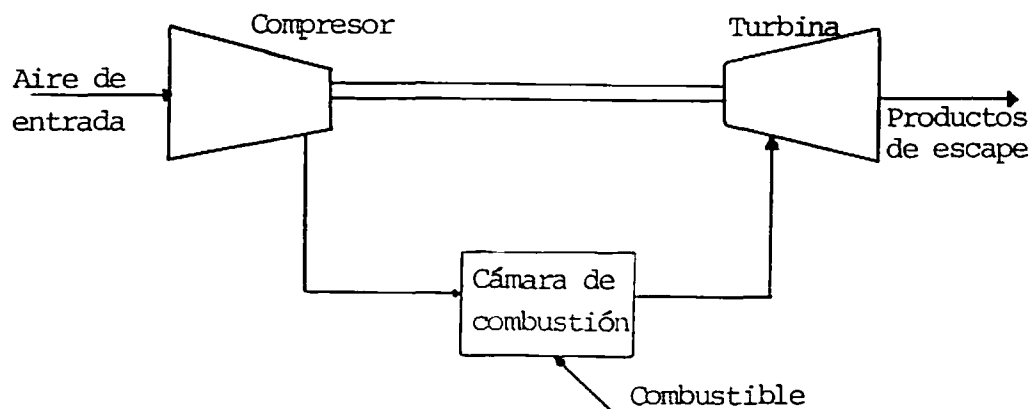 Compresor
Turbina
Aire de
entrada
Productos
de escape
Cámara de
combustión
Combustible